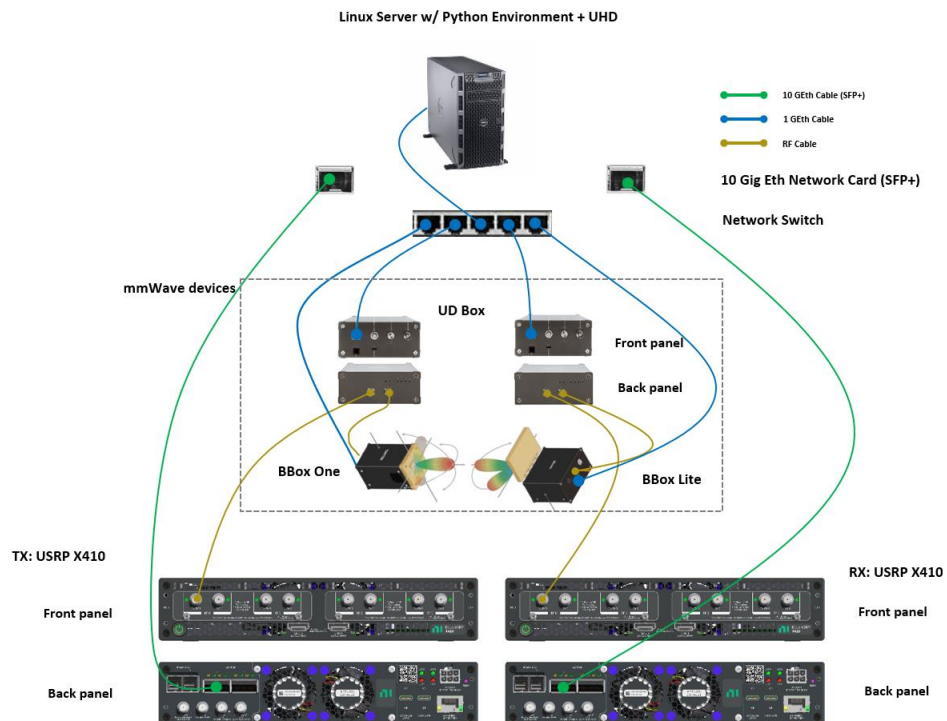 Linux Server w/ Python Environment + UHD
10 GEth Cable (SFP+)
1 GEth Cable
RF Cable
10 Gig Eth Network Card (SFP+)
Network Switch
mmWave devices
UD Box
Front panel
Back panel
BBox One
BBox Lite
TX: USRP X410
RX: USRP X410
Front panel
Front panel
Back panel
Back panel